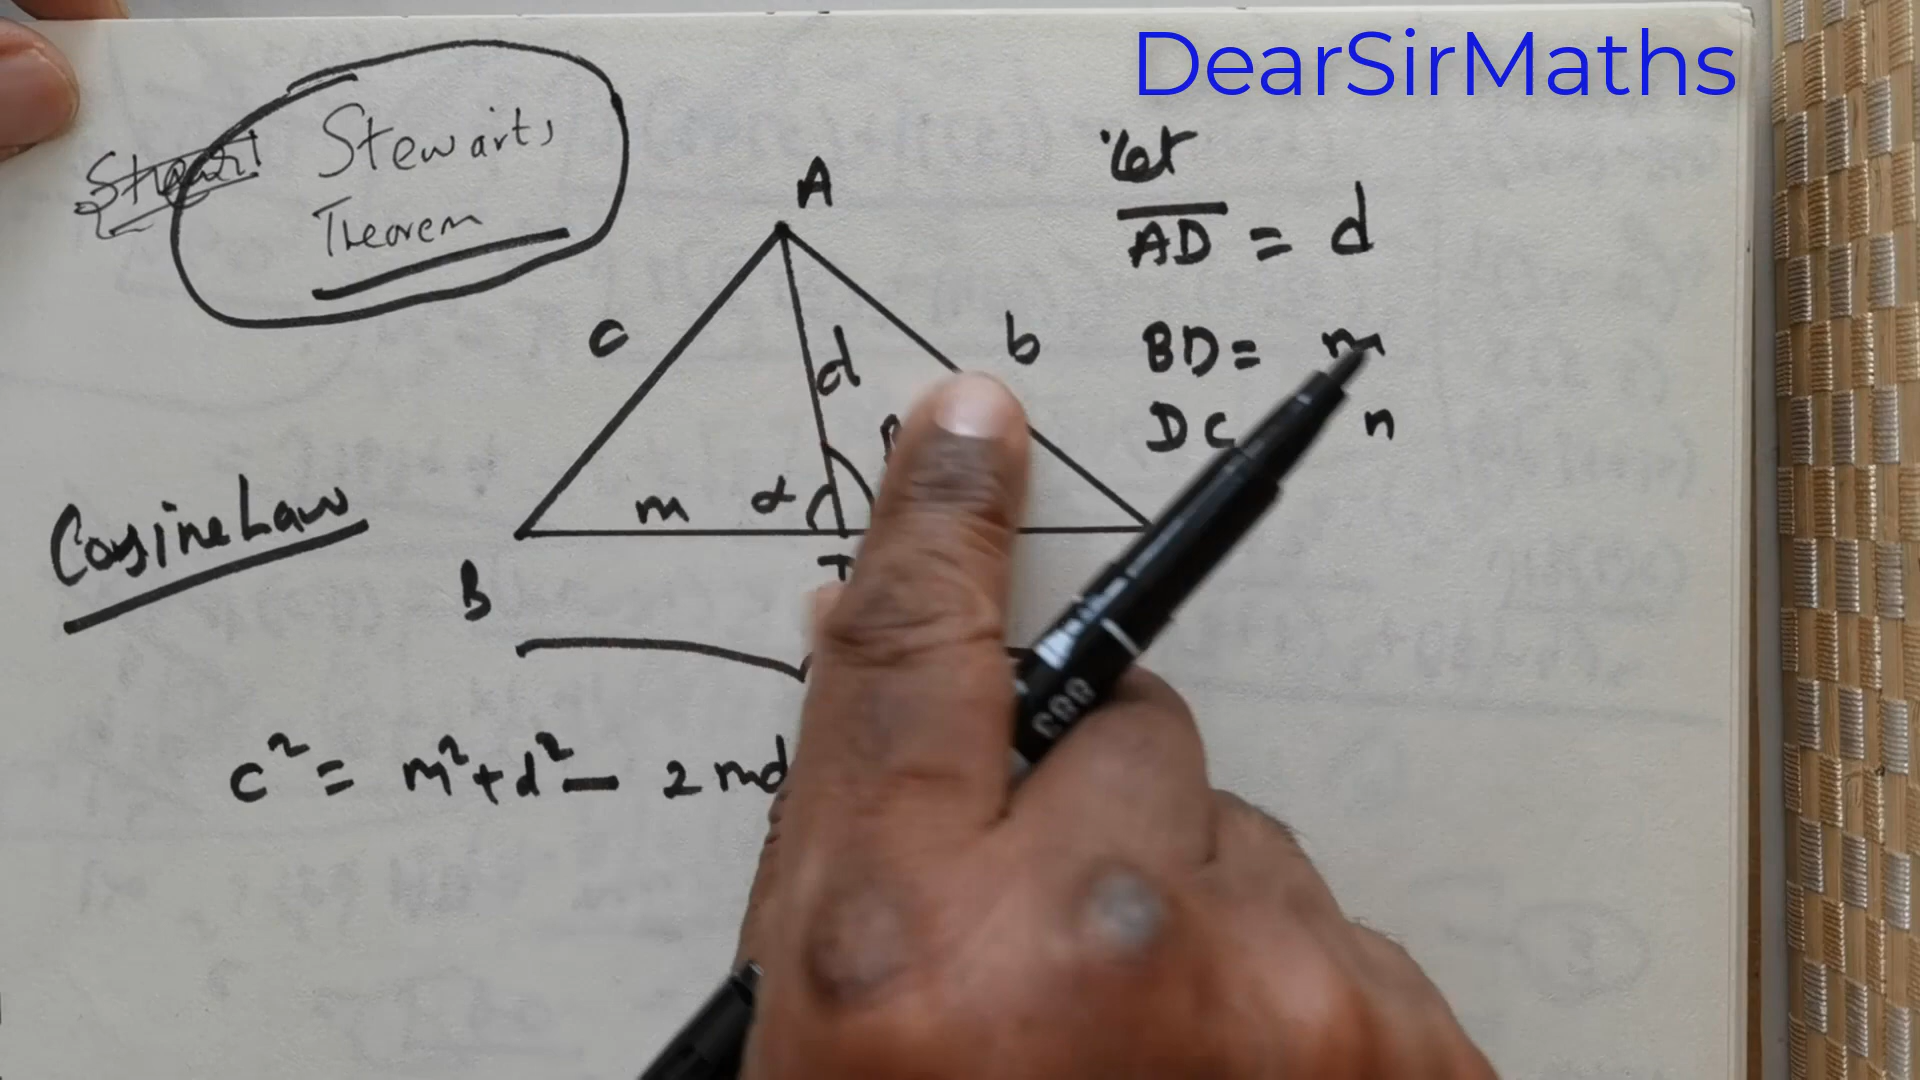 DearSirMaths
Stewarts
Theorem
A
Let
AD = d
c
b
d
BD = m
DC n
m α
Cosine Law
B
c² = m² + d² - 2md